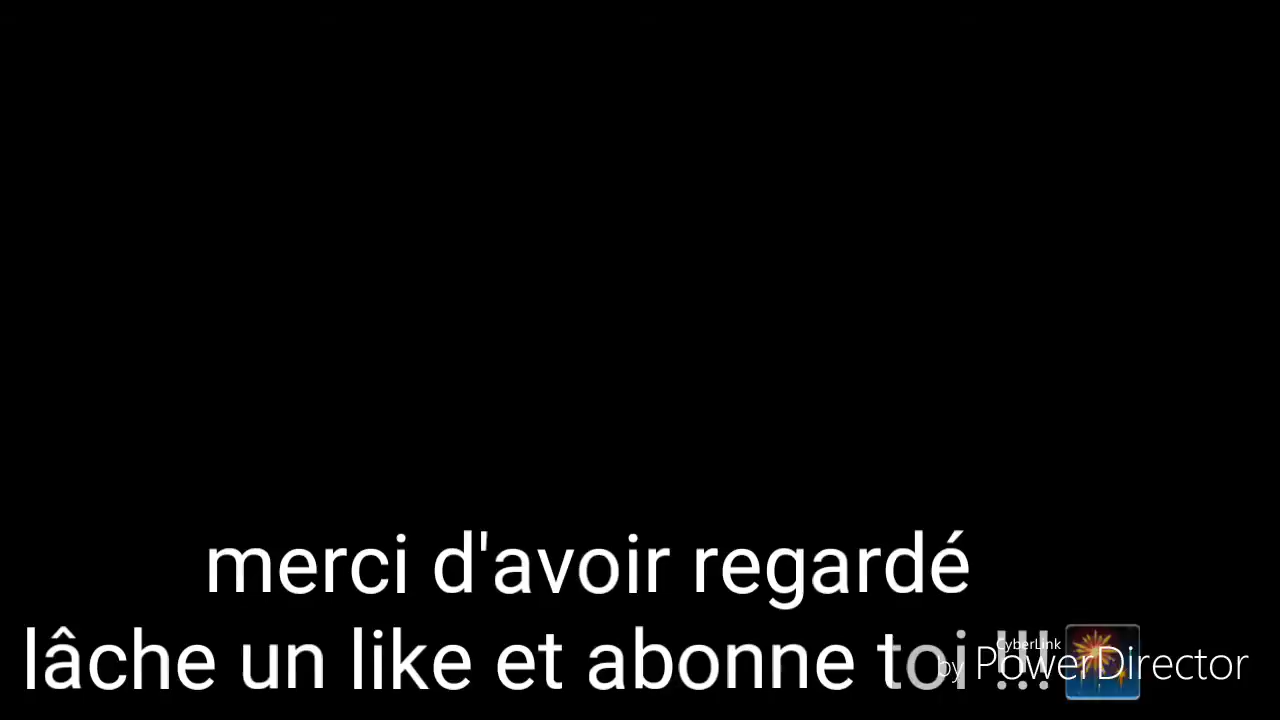 merci d'avoir regardé
lâche un like et abonne toi !!!
CyberLink
by PowerDirector